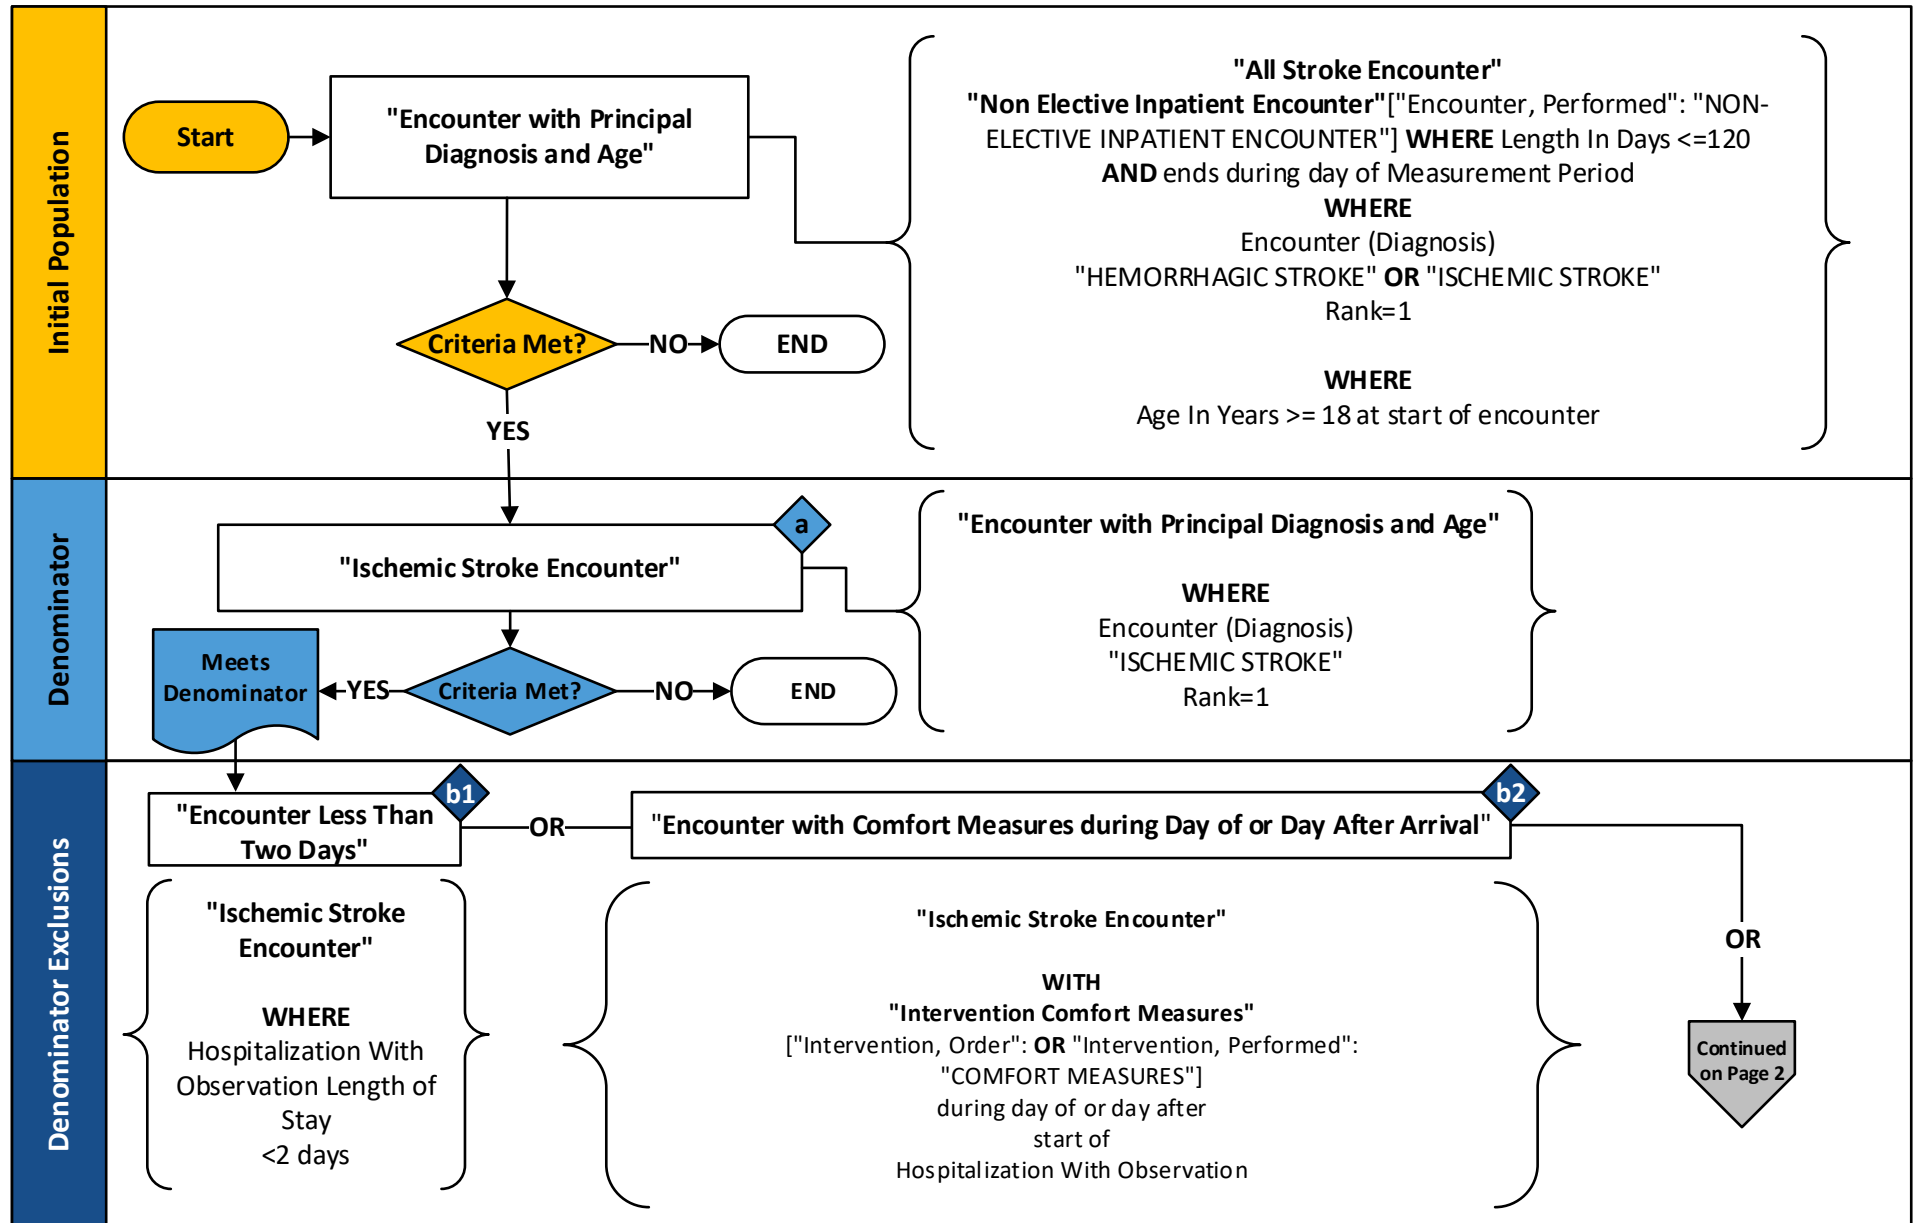 Initial Population
Start
"Encounter with Principal
Diagnosis and Age"
"All Stroke Encounter"
"Non Elective Inpatient Encounter"["Encounter, Performed": "NON-
ELECTIVE INPATIENT ENCOUNTER"] WHERE Length In Days <=120
AND ends during day of Measurement Period
WHERE
Encounter (Diagnosis)
"HEMORRHAGIC STROKE" OR "ISCHEMIC STROKE"
Rank=1
WHERE
Age In Years >= 18 at start of encounter
Criteria Met?
NO
END
YES
Denominator
"Ischemic Stroke Encounter"
a
"Encounter with Principal Diagnosis and Age"
WHERE
Encounter (Diagnosis)
"ISCHEMIC STROKE"
Rank=1
Meets
Denominator
YES
Criteria Met?
NO
END
Denominator Exclusions
"Encounter Less Than
Two Days"
b1
OR
"Encounter with Comfort Measures during Day of or Day After Arrival"
b2
"Ischemic Stroke
Encounter"
WHERE
Hospitalization With
Observation Length of
Stay
<2 days
"Ischemic Stroke Encounter"
WITH
"Intervention Comfort Measures"
["Intervention, Order": OR "Intervention, Performed":
"COMFORT MEASURES"]
during day of or day after
start of
Hospitalization With Observation
OR
Continued
on Page 2